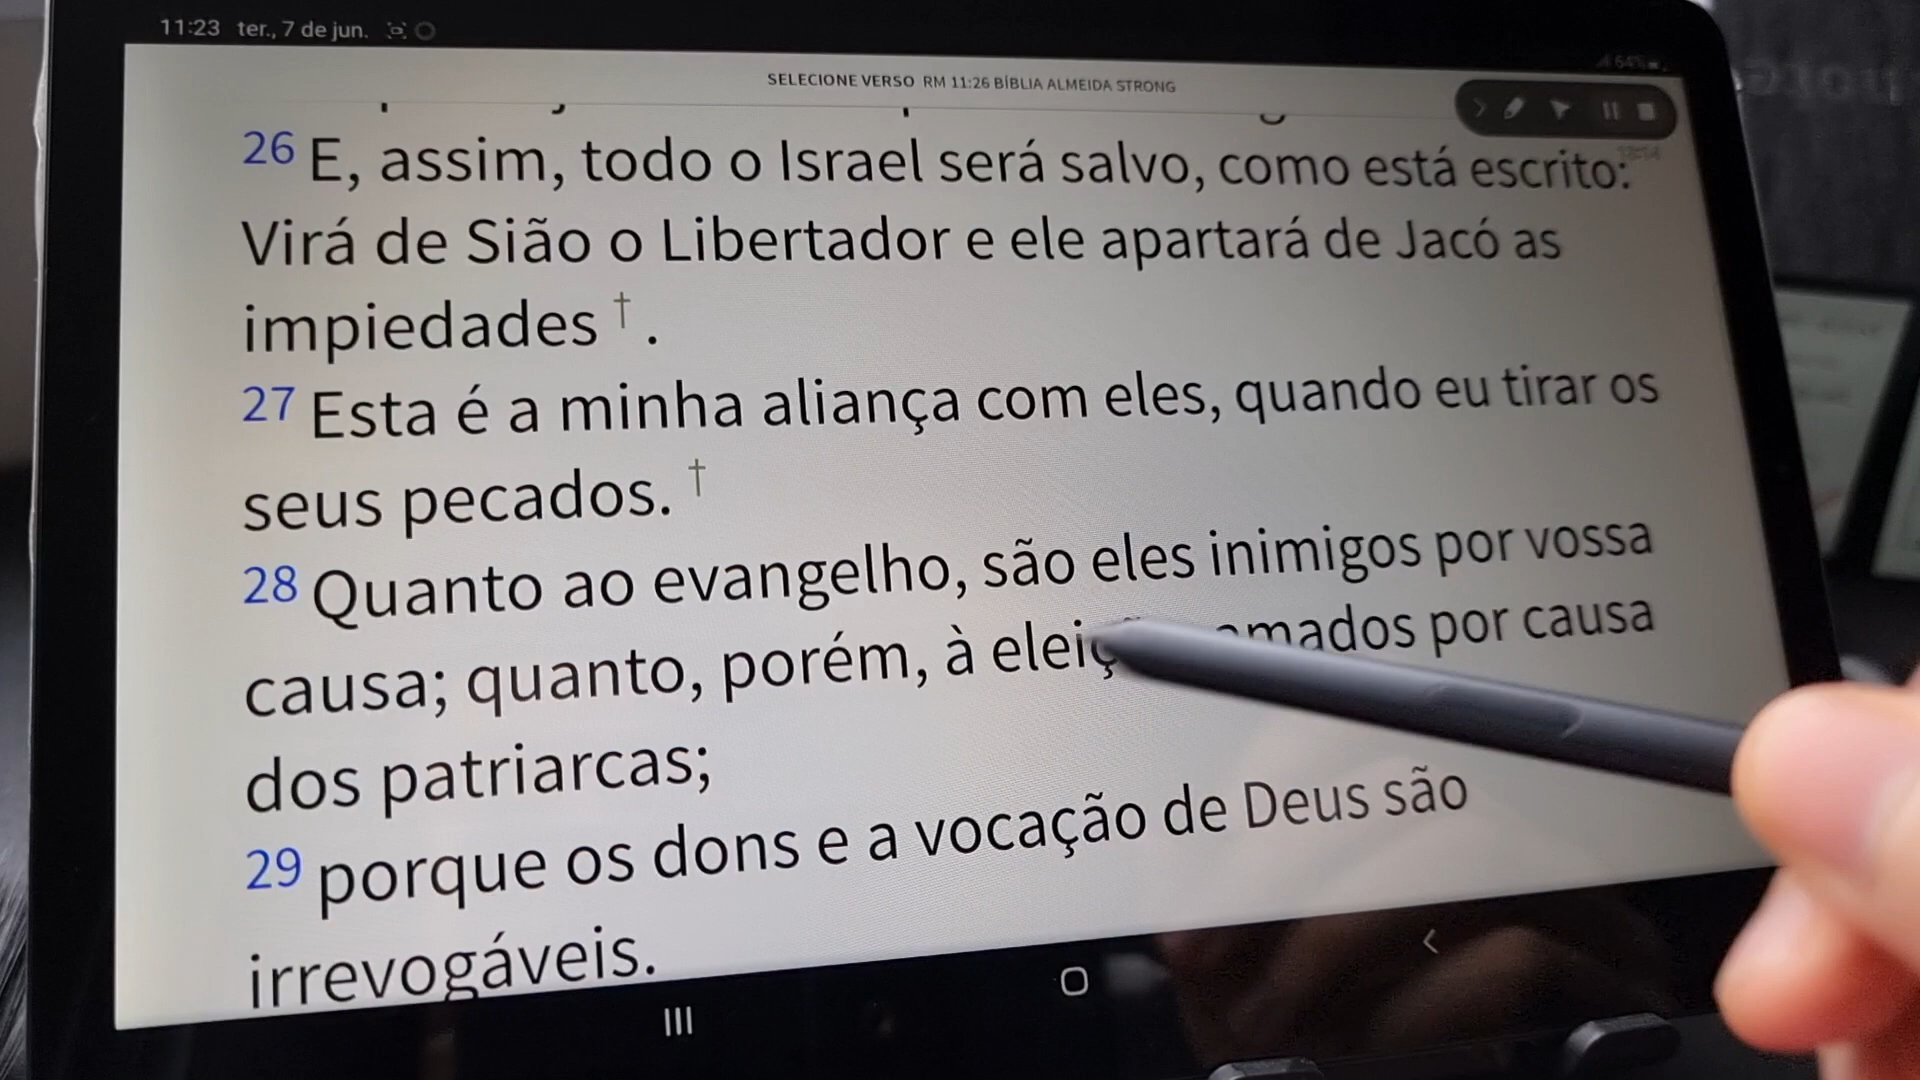 11:23 ter., 7 de jun.
64%
SELECIONE VERSO RM 11:26 BÍBLIA ALMEIDA STRONG
26 E, assim, todo o Israel será salvo, como está escrito:
Virá de Sião o Libertador e ele apartará de Jacó as
impiedades † .
27 Esta é a minha aliança com eles, quando eu tirar os
seus pecados. †
28 Quanto ao evangelho, são eles inimigos por vossa
causa; quanto, porém, à amados por causa
dos patriarcas;
29 porque os dons e a vocação de Deus são
irrevogáveis.